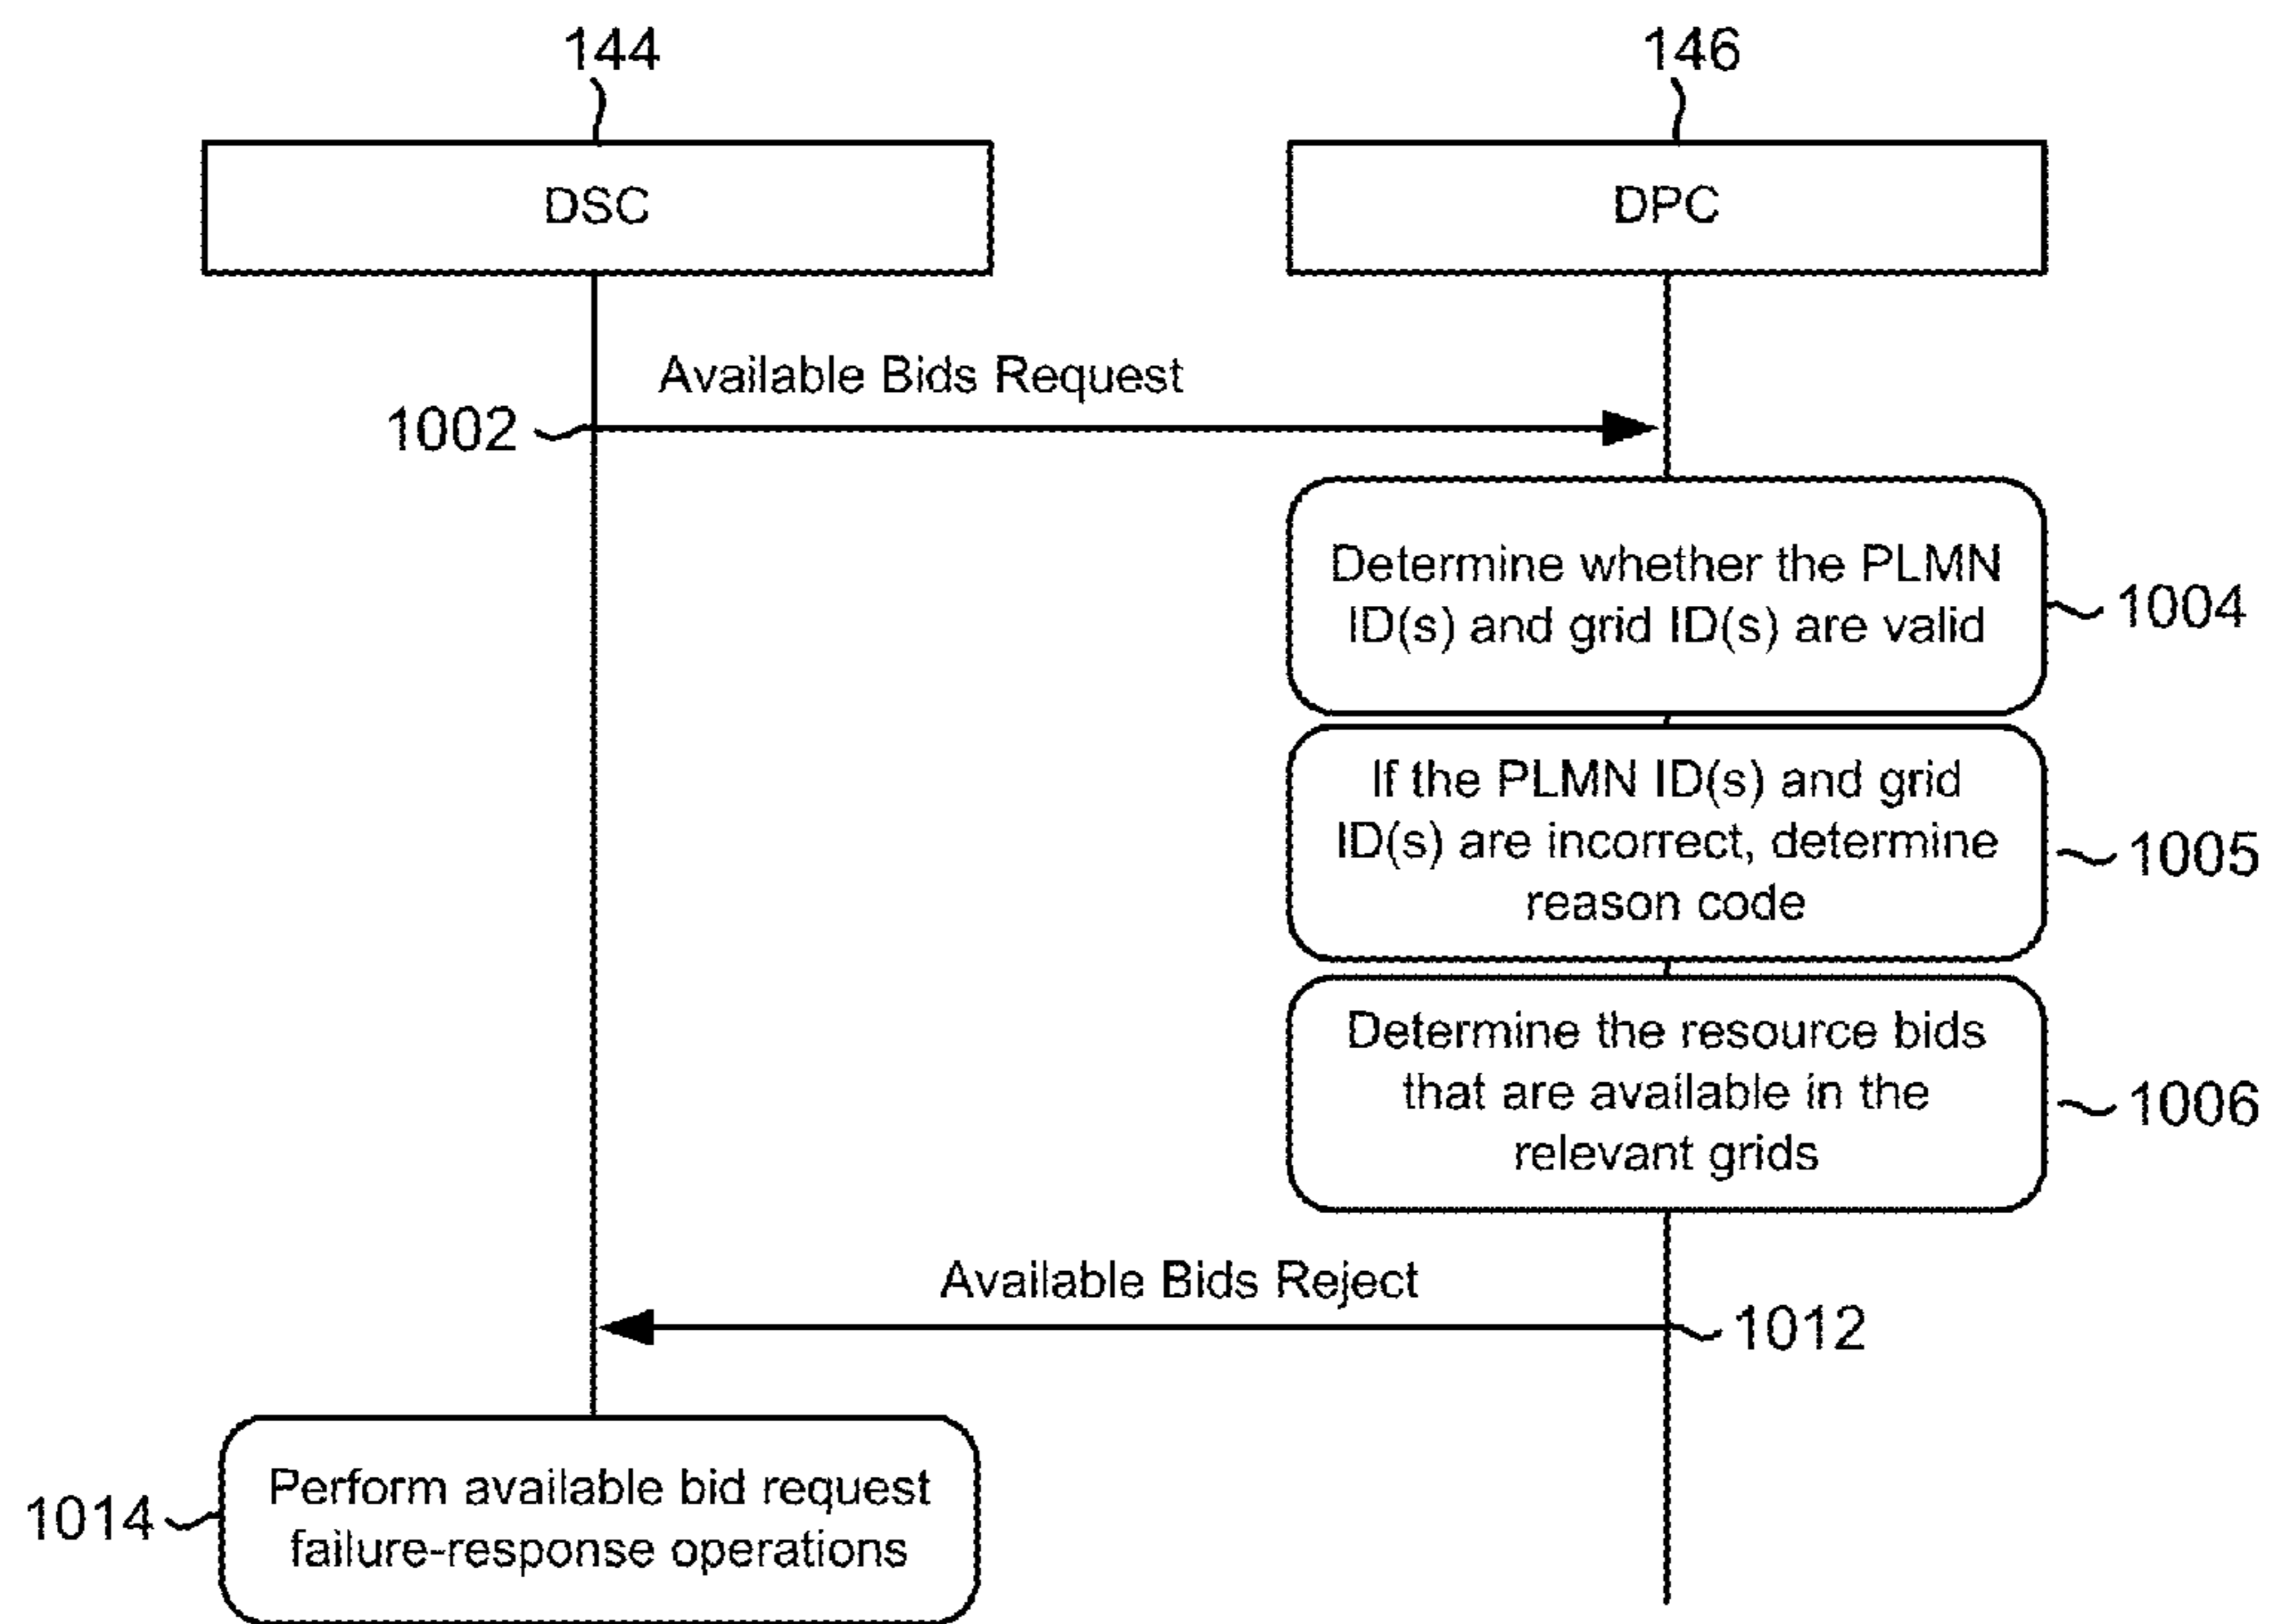 144
146
DSC
DPC
Available Bids Request
1002
Determine whether the PLMN
ID(s) and grid ID(s) are valid
1004
If the PLMN ID(s) and grid
ID(s) are incorrect, determine
reason code
1005
Determine the resource bids
that are available in the
relevant grids
1006
Available Bids Reject
1012
Perform available bid request
failure-response operations
1014